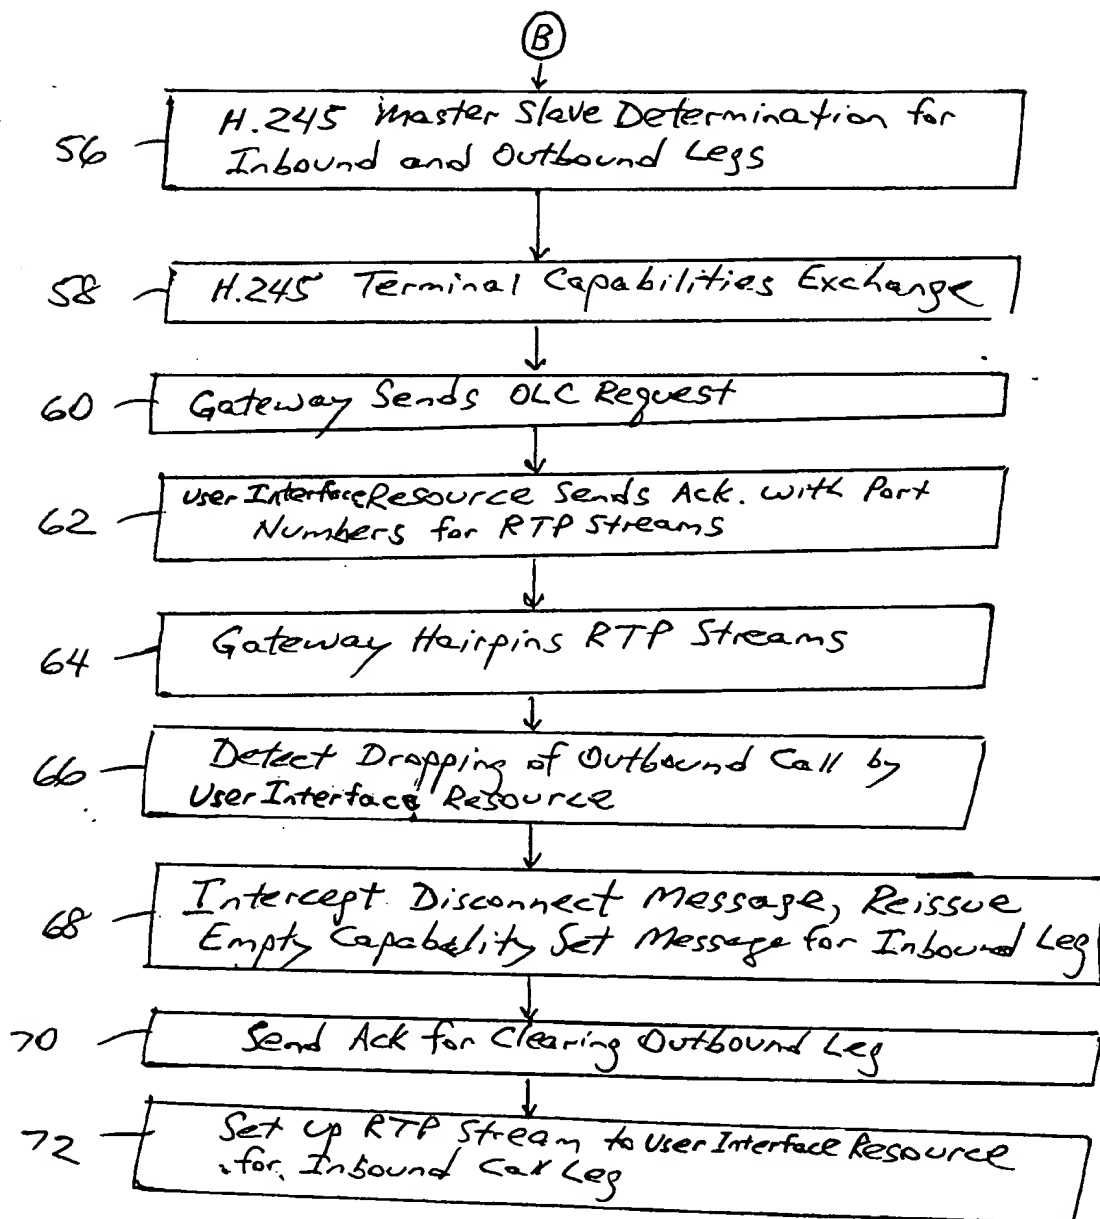 B
56
H.245 Master Slave Determination for
Inbound and Outbound Legs
58
H.245 Terminal Capabilities Exchange
60
Gateway Sends OLC Request
62
User Interface Resource Sends Ack. with Port
Numbers for RTP Streams
64
Gateway Hairpins RTP Streams
66
Detect Dropping of Outbound Call by
User Interface Resource
68
Intercept Disconnect Message, Reissue
Empty Capability Set Message for Inbound Leg
70
Send Ack for Clearing Outbound Leg
72
Set up RTP Stream to User Interface Resource
for Inbound Call Leg